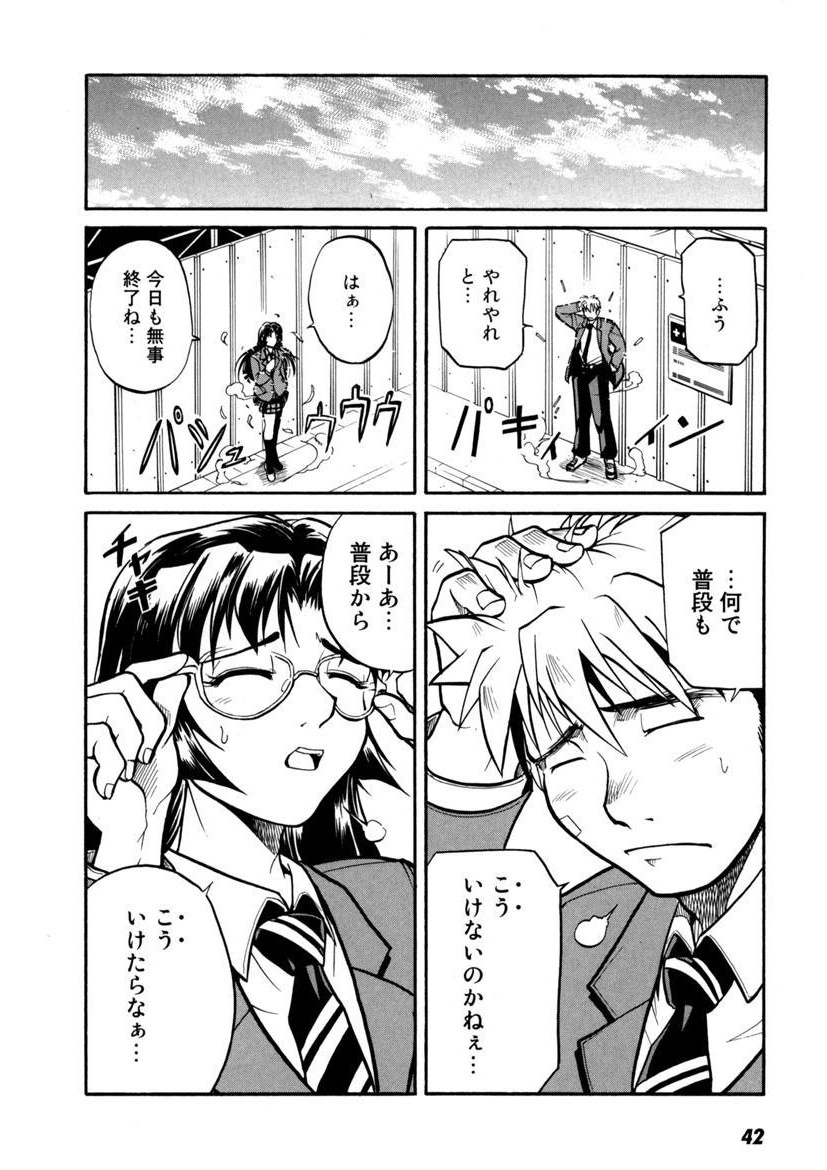 …ふう
やれやれ
と…
パキィィン
はぁ…
今日も無事
終了ね…
パシュゥウウウ
…何で
普段も
こう
いけないのかねぇ…
チャキ
あーあ…
普段から
こう
いけたらなぁ…
42